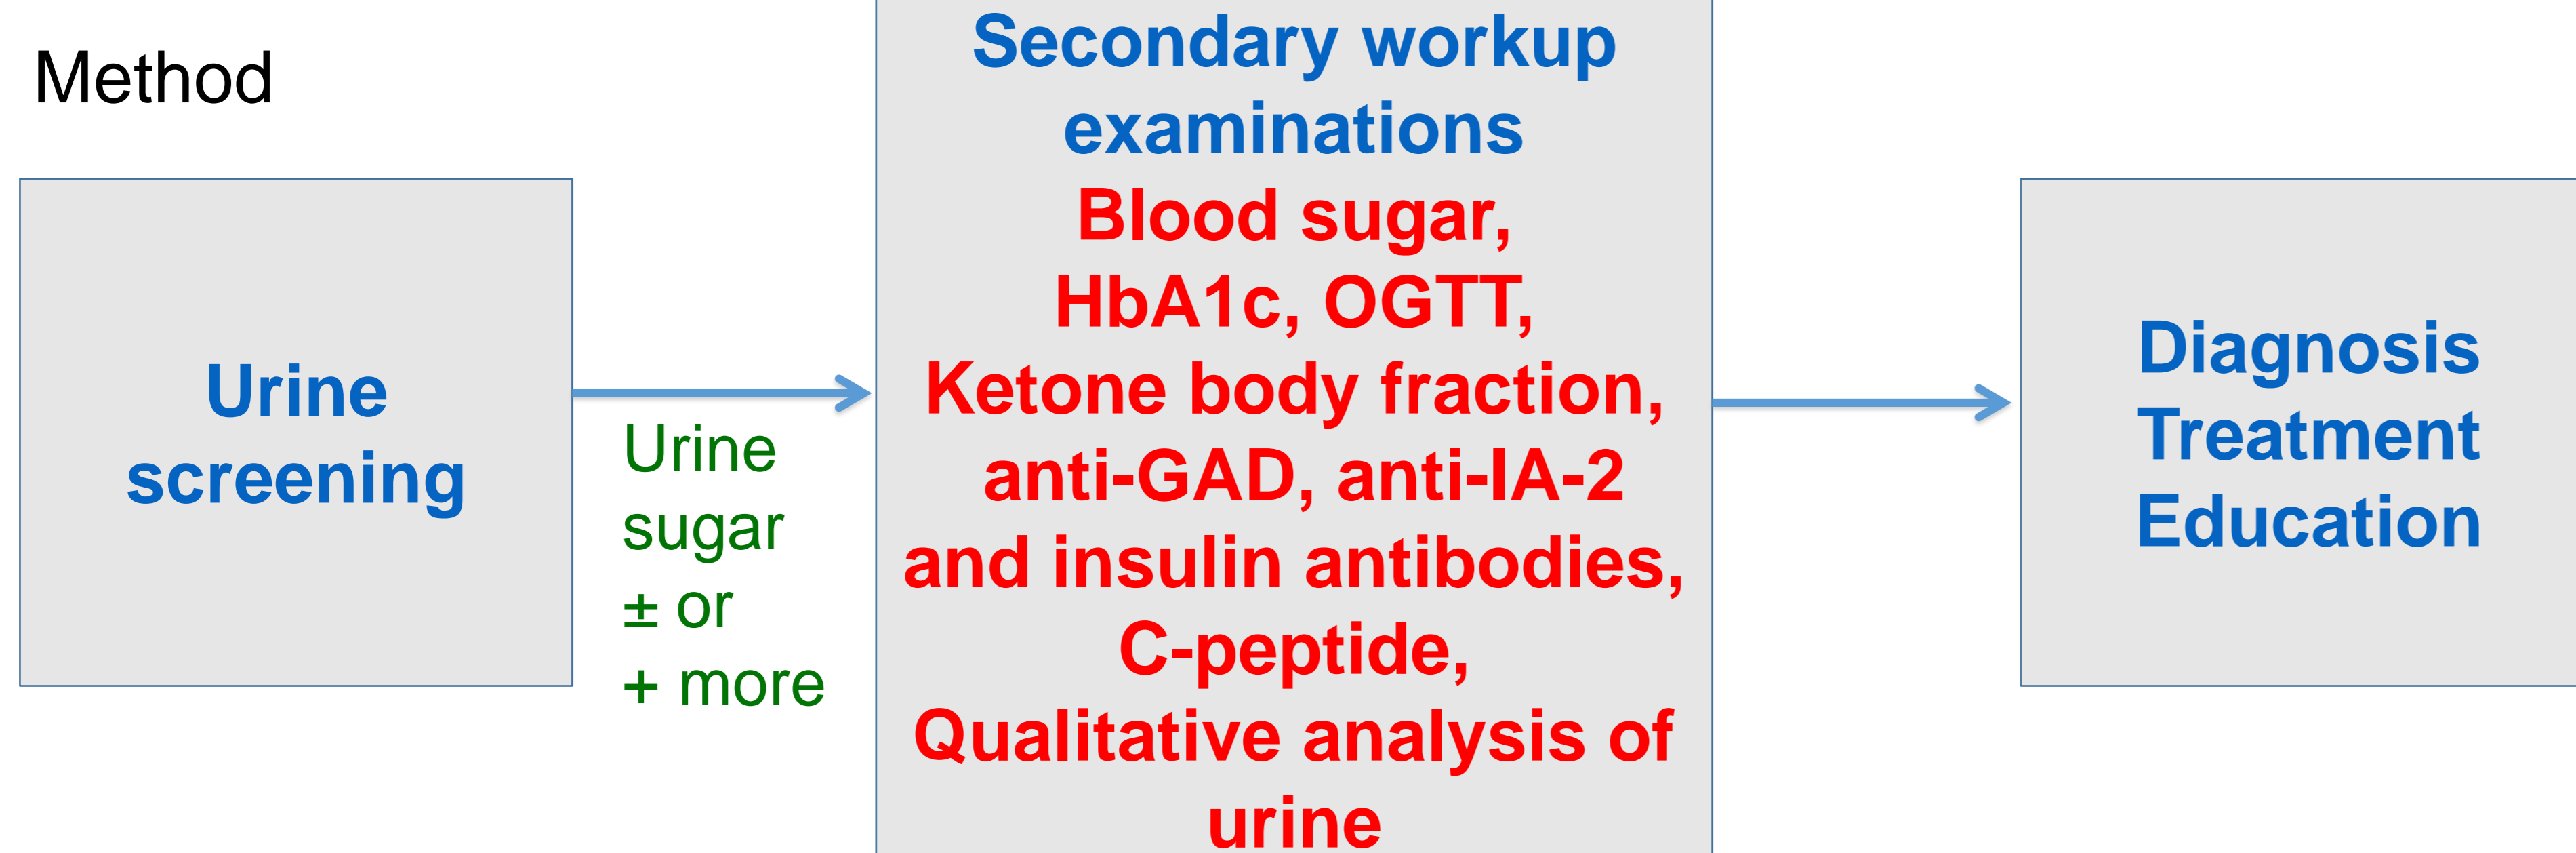 Method
Urine
screening
Urine
sugar
± or
+ more
Secondary workup
examinations
Blood sugar,
HbA1c, OGTT,
Ketone body fraction,
anti-GAD, anti-IA-2
and insulin antibodies,
C-peptide,
Qualitative analysis of
urine
Diagnosis
Treatment
Education